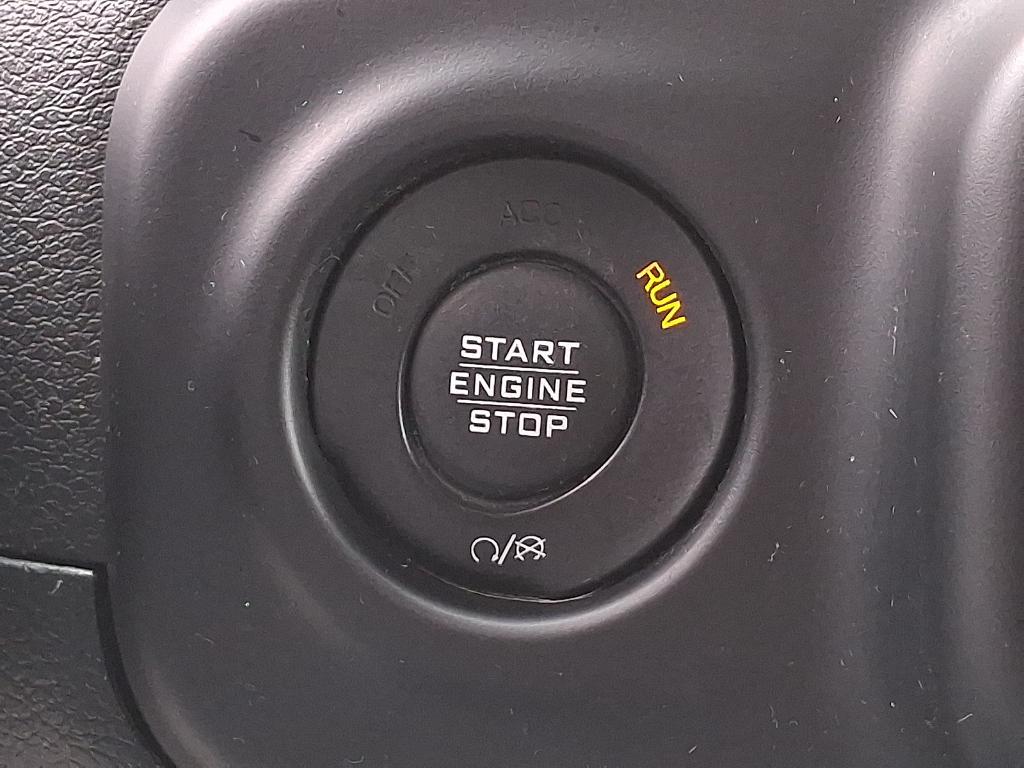 ACC
OFF
RUN
START
ENGINE
STOP